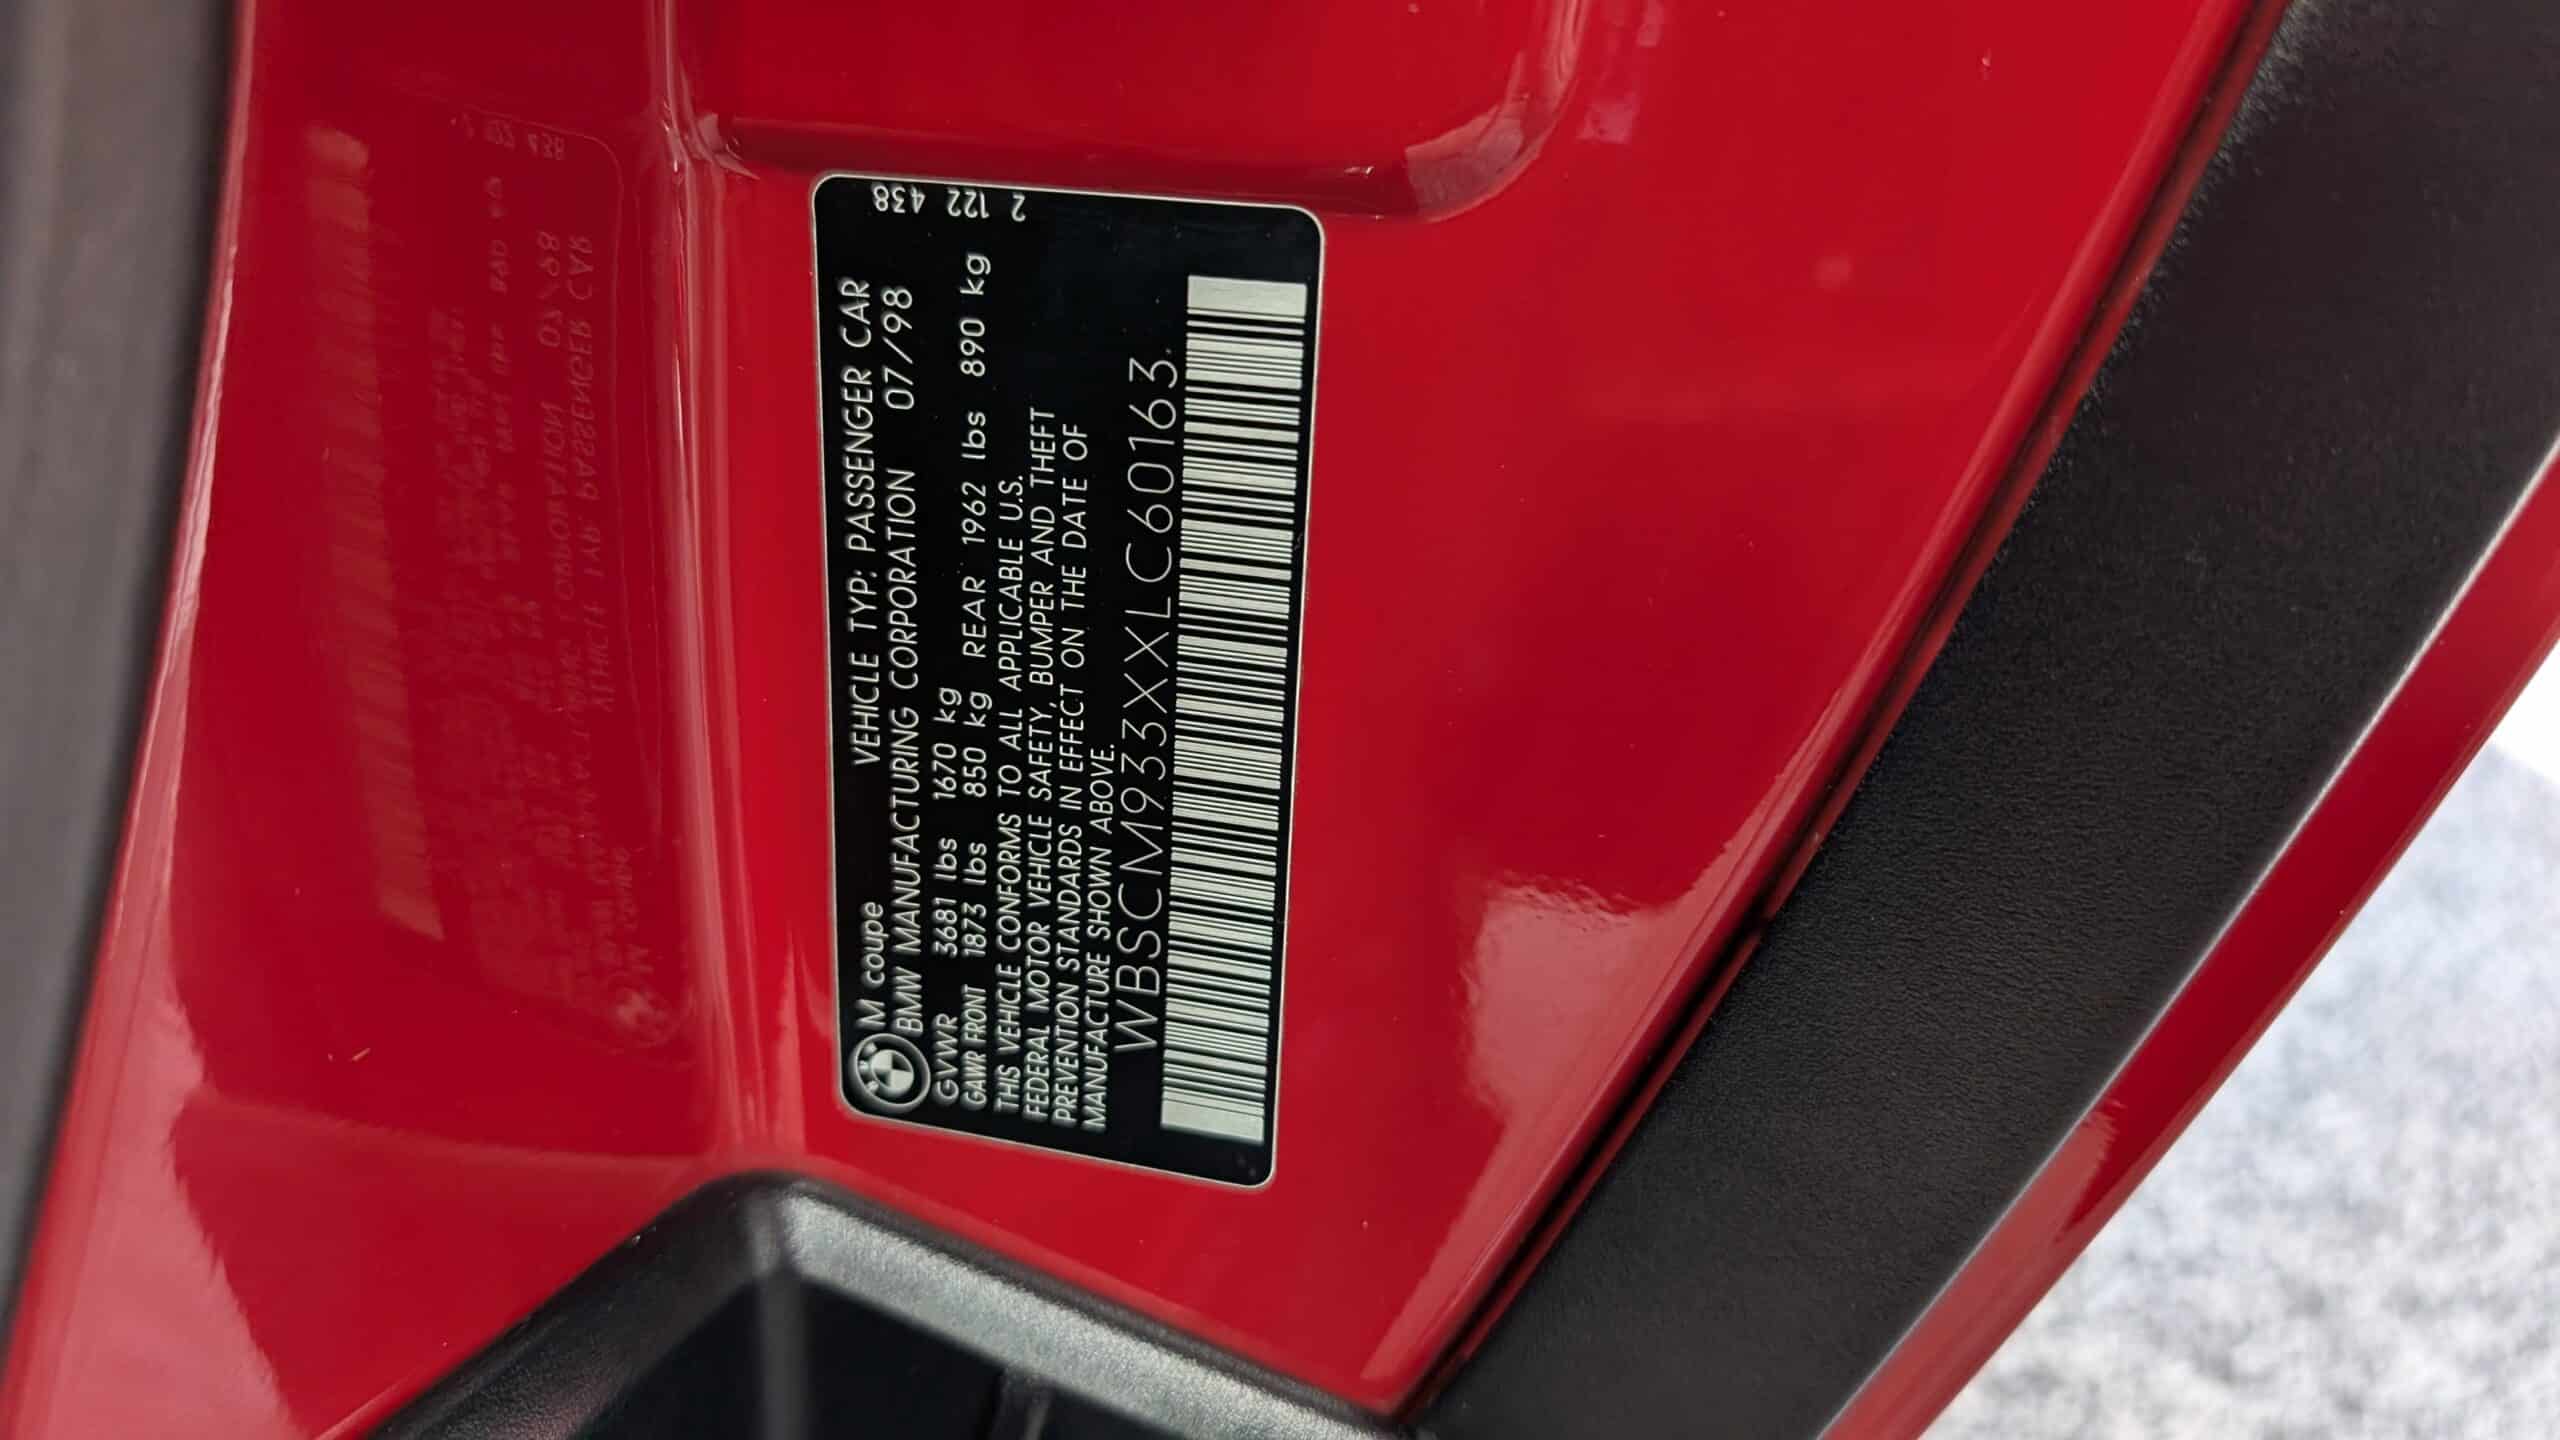 M coupe VEHICLE TYP: PASSENGER CAR
BMW MANUFACTURING CORPORATION 07/98
GVWR 3681 lbs 1670 kg
GAWR FRONT 1873 lbs 850 kg REAR 1962 lbs 890 kg
THIS VEHICLE CONFORMS TO ALL APPLICABLE U.S.
FEDERAL MOTOR VEHICLE SAFETY, BUMPER AND THEFT
PREVENTION STANDARDS IN EFFECT ON THE DATE OF
MANUFACTURE SHOWN ABOVE.
WBSCM933XXLC60163
2 122 438